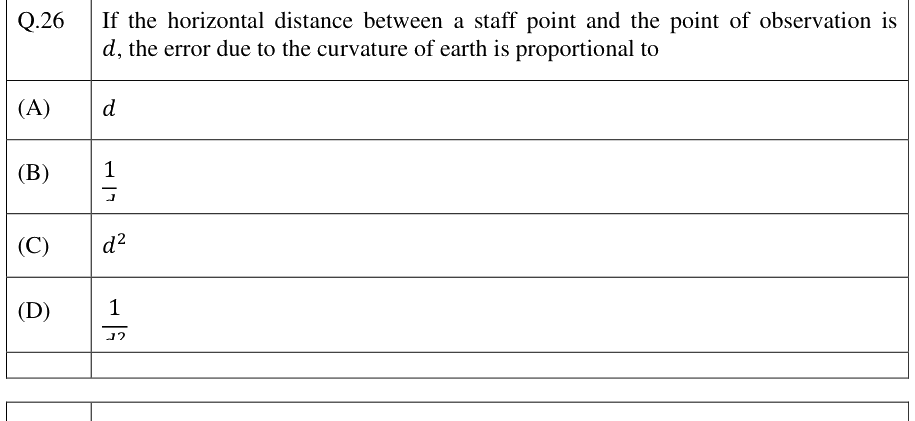 Q.26 If the horizontal distance between a staff point and the point of observation is
d, the error due to the curvature of earth is proportional to
(A) d
(B) 1
(C) d²
(D) 1